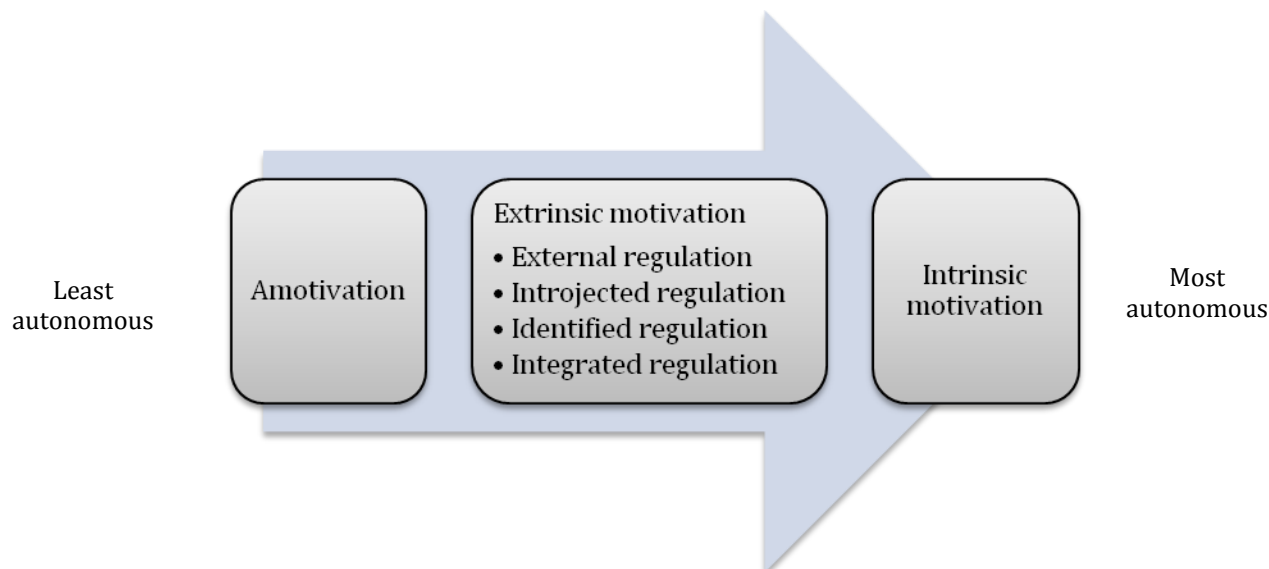 Least
autonomous
Amotivation
Extrinsic motivation
• External regulation
• Introjected regulation
• Identified regulation
• Integrated regulation
Intrinsic
motivation
Most
autonomous